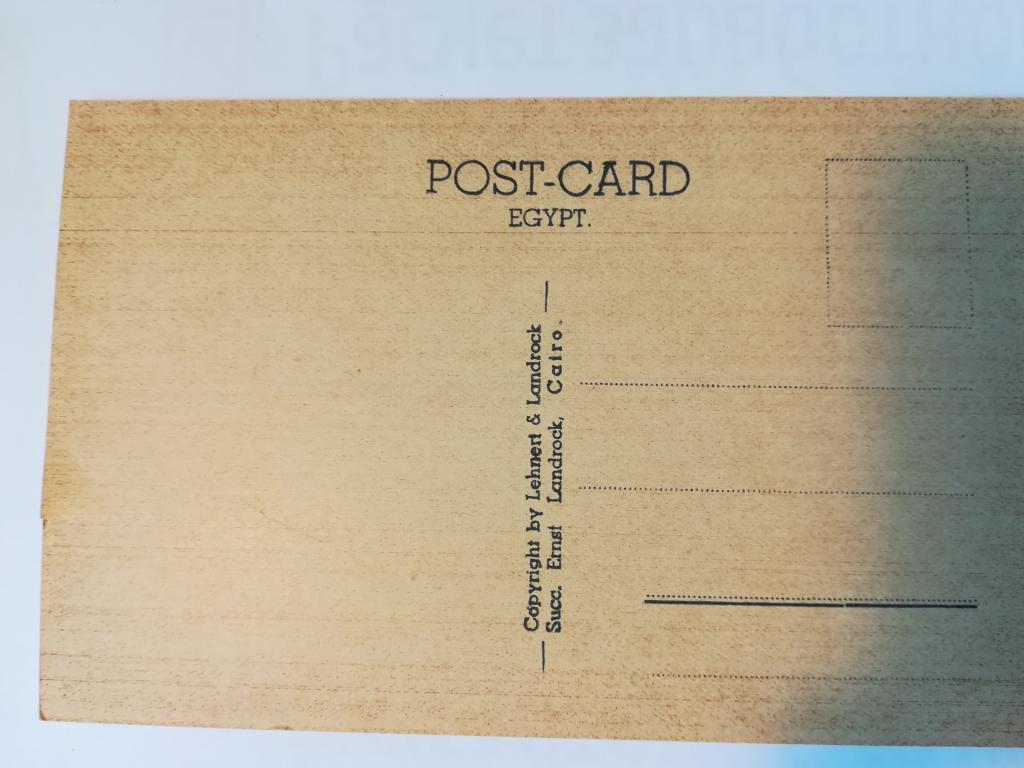 POST-CARD
EGYPT.
Copyright by Lehnert & Landrock
Succ. Ernst Landrock, Cairo.